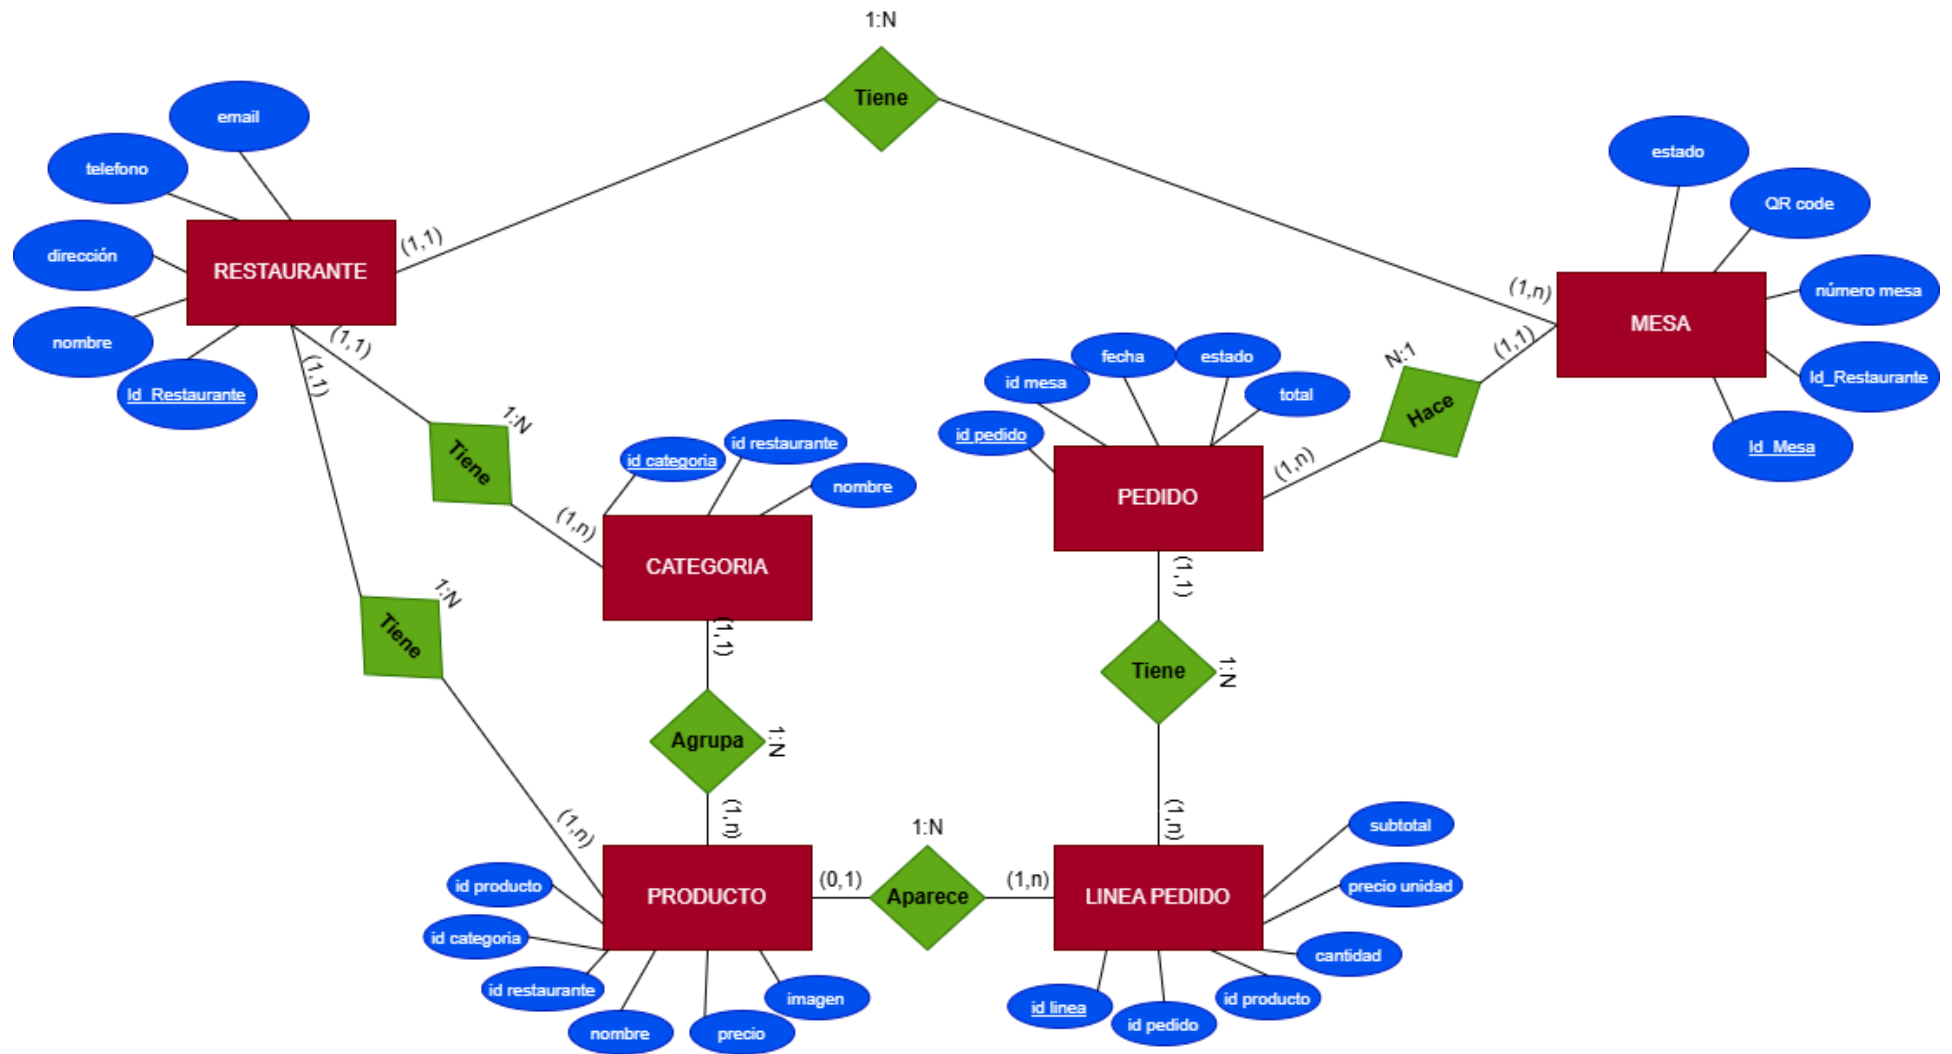 1:N
Tiene
email
telefono
dirección
nombre
Id_Restaurante
RESTAURANTE
(1,1)
(1,1)
(1,1)
estado
QR code
número mesa
Id_Restaurante
Id_Mesa
MESA
(1,n)
(1,1)
N:1
Hace
(1,n)
fecha
estado
id mesa
total
id pedido
PEDIDO
(1,1)
1:N
Tiene
(1,n)
id categoria
id restaurante
nombre
CATEGORIA
(1,1)
1:N
Tiene
(1,n)
Tiene
1:N
(1,n)
Agrupa
1:N
(1,n)
PRODUCTO
id producto
id categoria
id restaurante
nombre
precio
imagen
(0,1)
1:N
Aparece
(1,n)
LINEA PEDIDO
subtotal
precio unidad
cantidad
id producto
id pedido
id linea